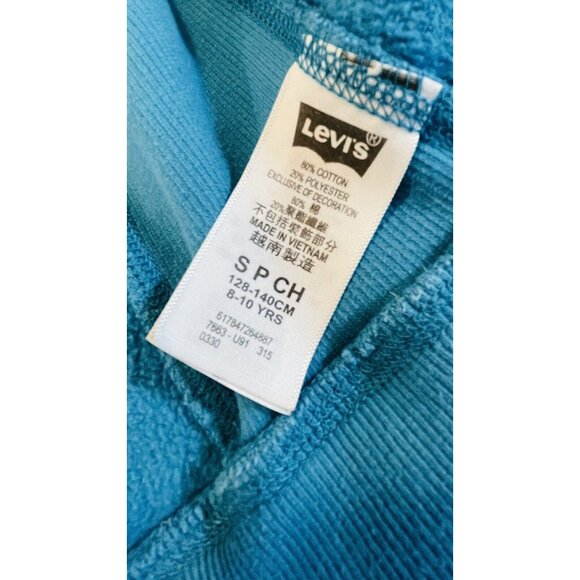 LEVI'S®
80% COTTON
20% POLYESTER
EXCLUSIVE OF DECORATION
80% 棉
20%聚酯纖維
不包括裝飾部分
MADE IN VIETNAM
越南製造
S P CH
128-140CM
8-10 YRS
617847264887
7663-U91 315
0330